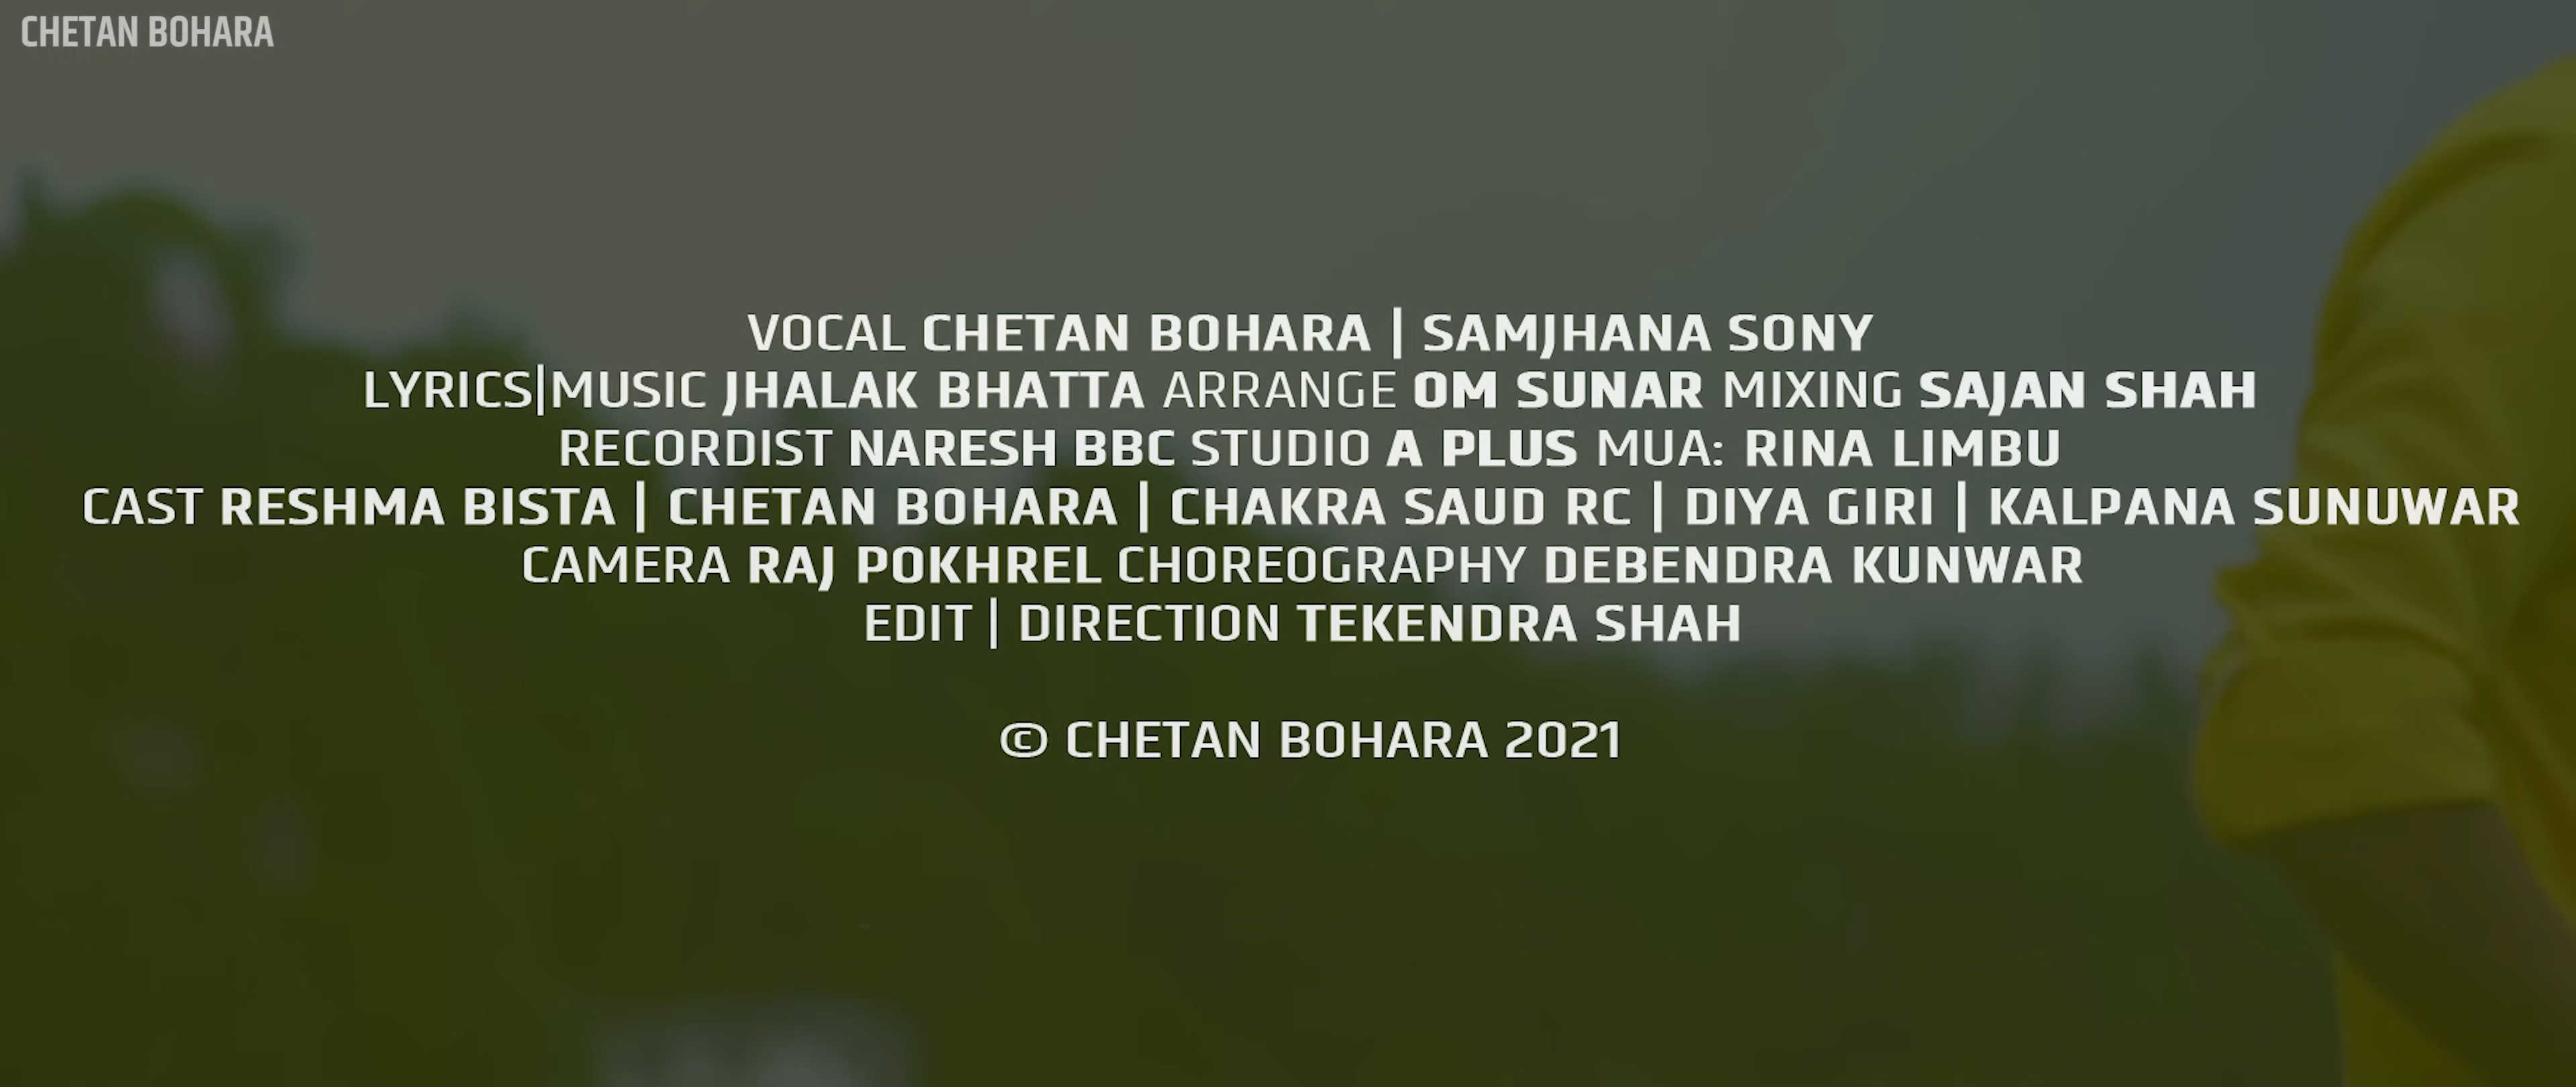 CHETAN BOHARA
VOCAL CHETAN BOHARA | SAMJHANA SONY
LYRICS|MUSIC JHALAK BHATTA ARRANGE OM SUNAR MIXING SAJAN SHAH
RECORDIST NARESH BBC STUDIO A PLUS MUA: RINA LIMBU
CAST RESHMA BISTA | CHETAN BOHARA | CHAKRA SAUD RC | DIYA GIRI | KALPANA SUNUWAR
CAMERA RAJ POKHREL CHOREOGRAPHY DEBENDRA KUNWAR
EDIT | DIRECTION TEKENDRA SHAH
© CHETAN BOHARA 2021